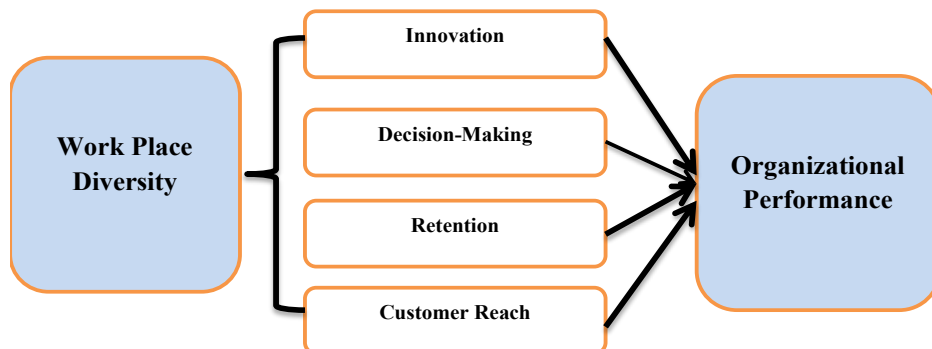 Work Place
Diversity
Innovation
Decision-Making
Retention
Customer Reach
Organizational
Performance